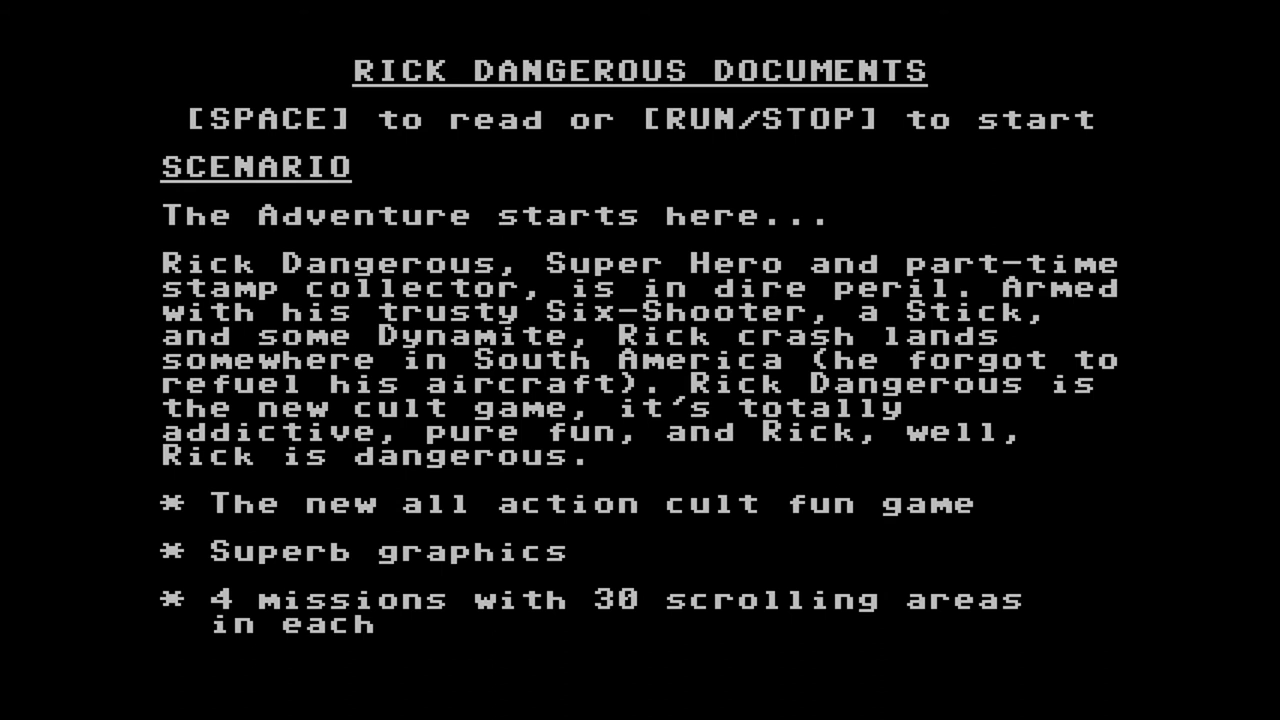 RICK DANGEROUS DOCUMENTS
[SPACE] to read or [RUN/STOP] to start
SCENARIO
The Adventure starts here...
Rick Dangerous, Super Hero and part-time
stamp collector, is in dire peril. Armed
with his trusty Six-Shooter, a Stick,
and some Dynamite, Rick crash lands
somewhere in South America (he forgot to
refuel his aircraft). Rick Dangerous is
the new cult game, it's totally
addictive, pure fun, and Rick, well,
Rick is dangerous.
* The new all action cult fun game
* Superb graphics
* 4 missions with 30 scrolling areas
in each